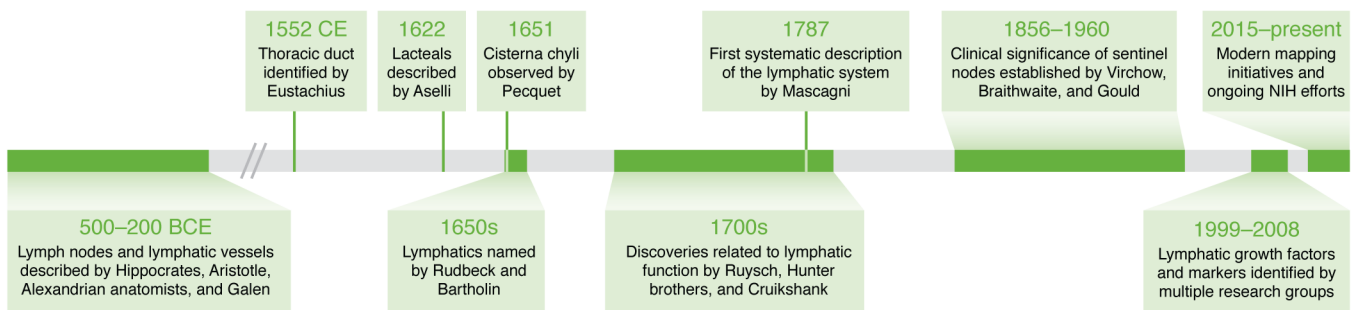 1552 CE
Thoracic duct
identified by
Eustachius
1622
Lacteals
described
by Aselli
1651
Cisterna chyli
observed by
Pecquet
1787
First systematic description
of the lymphatic system
by Mascagni
1856–1960
Clinical significance of sentinel
nodes established by Virchow,
Braithwaite, and Gould
2015–present
Modern mapping
initiatives and
ongoing NIH efforts
500–200 BCE
Lymph nodes and lymphatic vessels
described by Hippocrates, Aristotle,
Alexandrian anatomists, and Galen
1650s
Lymphatics named
by Rudbeck and
Bartholin
1700s
Discoveries related to lymphatic
function by Ruysch, Hunter
brothers, and Cruikshank
1999–2008
Lymphatic growth factors
and markers identified by
multiple research groups